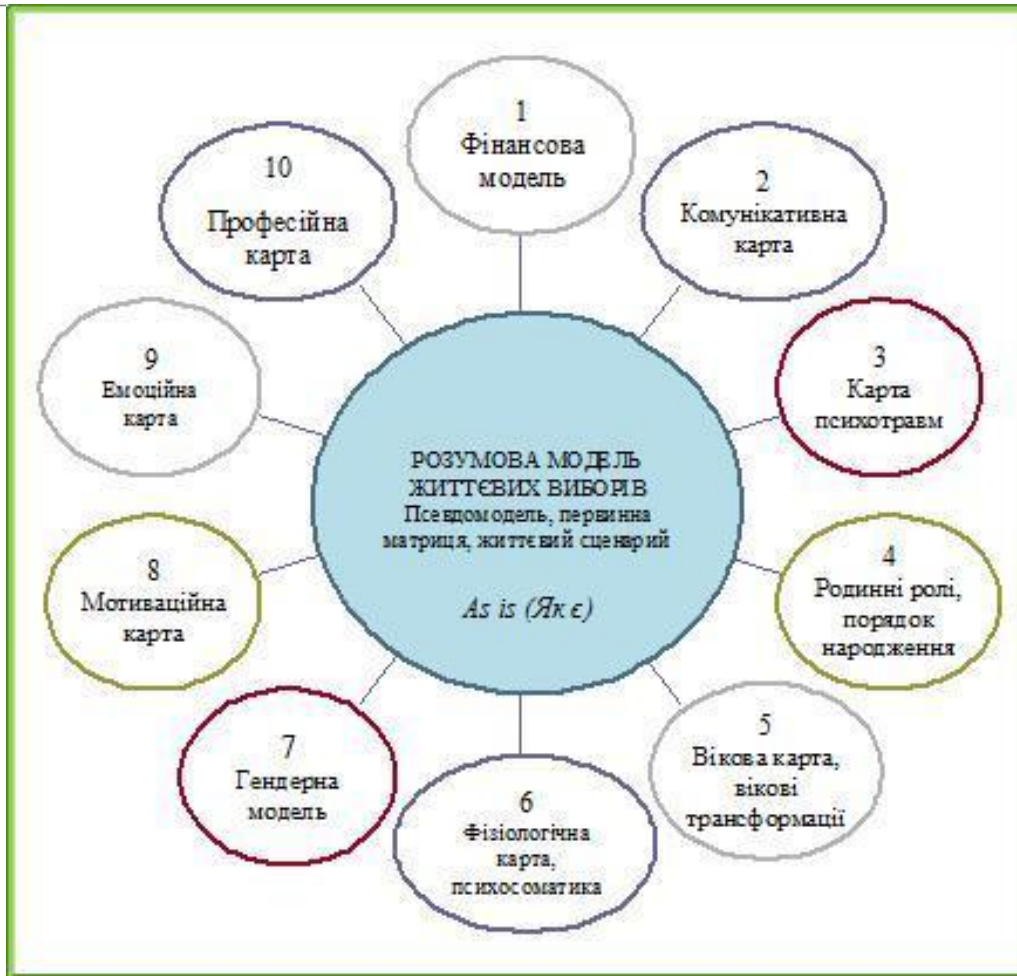 1
Фінансова
модель
2
Комунікативна
карта
3
Карта
психотравм
4
Родинні ролі,
порядок
народження
5
Вікова карта,
вікові
трансформації
6
Фізіологічна
карта,
психосоматика
7
Гендерна
модель
8
Мотиваційна
карта
9
Емоційна
карта
10
Професійна
карта
РОЗУМОВА МОДЕЛЬ
ЖИТТЄВИХ ВИБОРІВ
Псевдомодель, первинна
матриця, життєвий сценарий
As is (Як є)